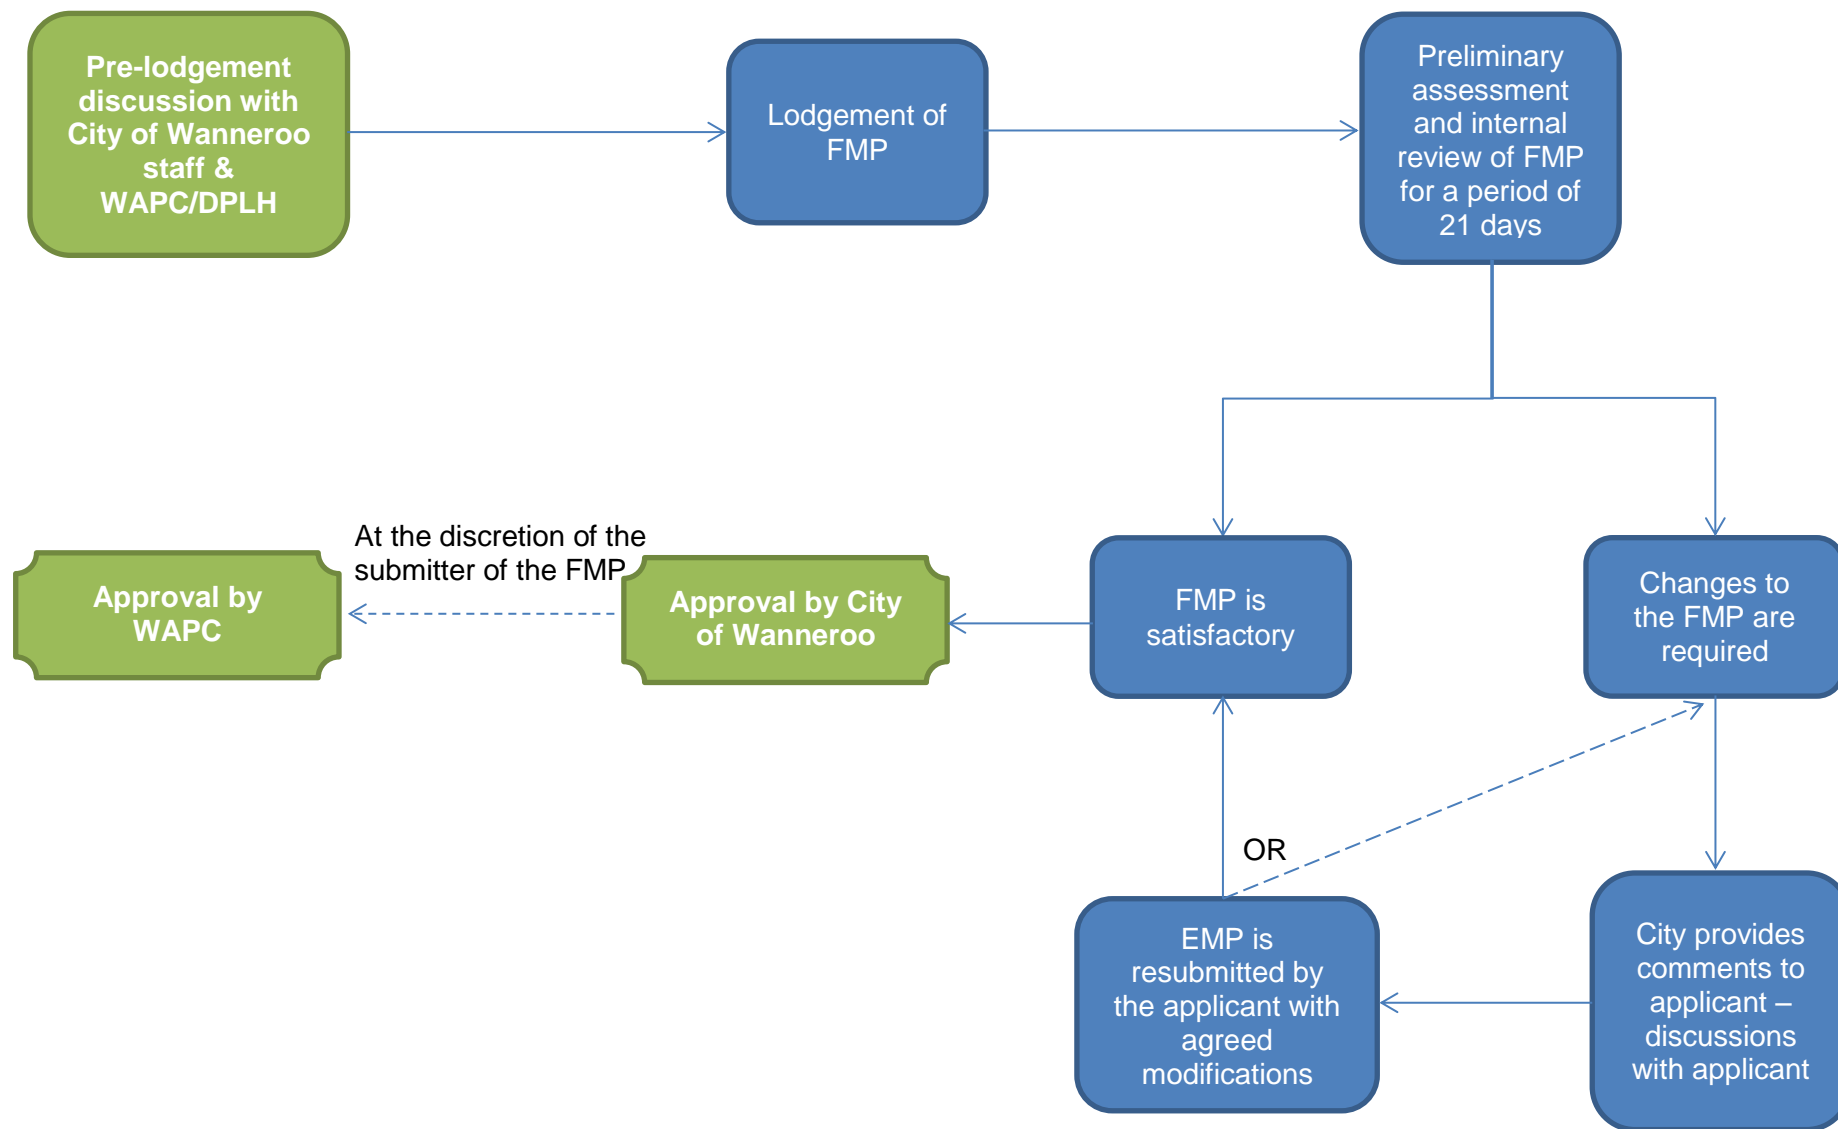 Pre-lodgement
discussion with
City of Wanneroo
staff &
WAPC/DPLH
Lodgement of
FMP
Preliminary
assessment
and internal
review of FMP
for a period of
21 days
At the discretion of the
submitter of the FMP
Approval by
WAPC
Approval by City
of Wanneroo
FMP is
satisfactory
Changes to
the FMP are
required
OR
EMP is
resubmitted by
the applicant with
agreed
modifications
City provides
comments to
applicant –
discussions
with applicant